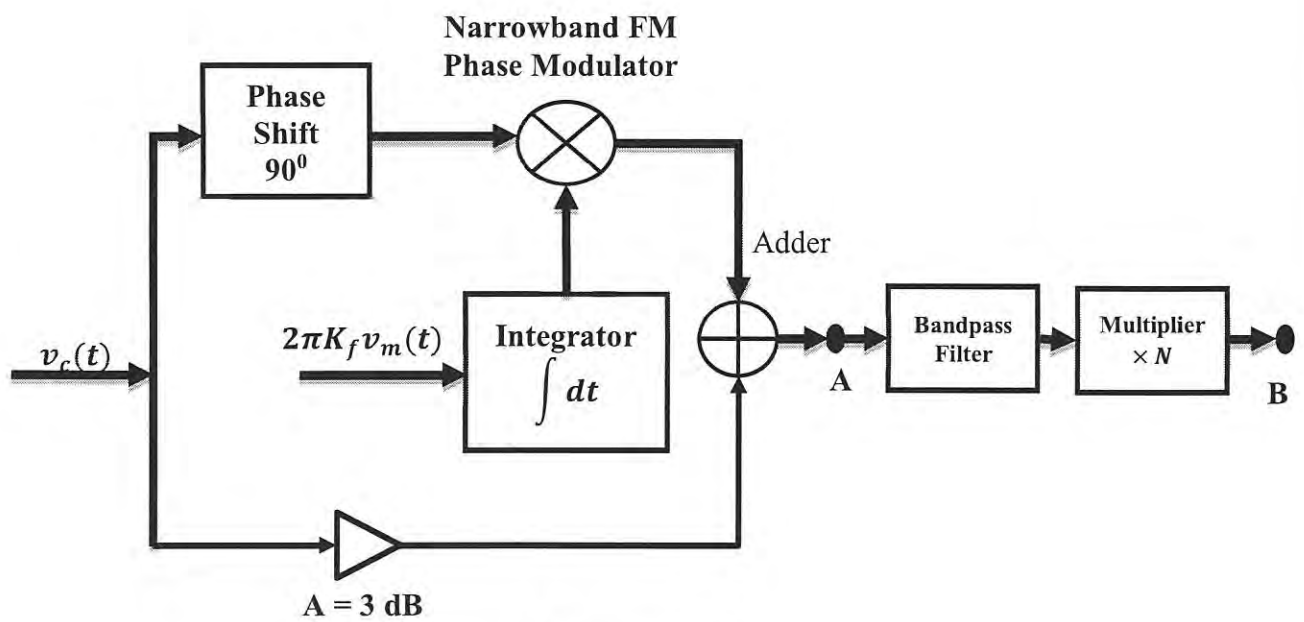 Narrowband FM
Phase Modulator
Phase
Shift
90⁰
Adder
v_c(t)
2πK_f v_m(t)
Integrator
∫ dt
A
Bandpass
Filter
Multiplier
× N
B
A = 3 dB